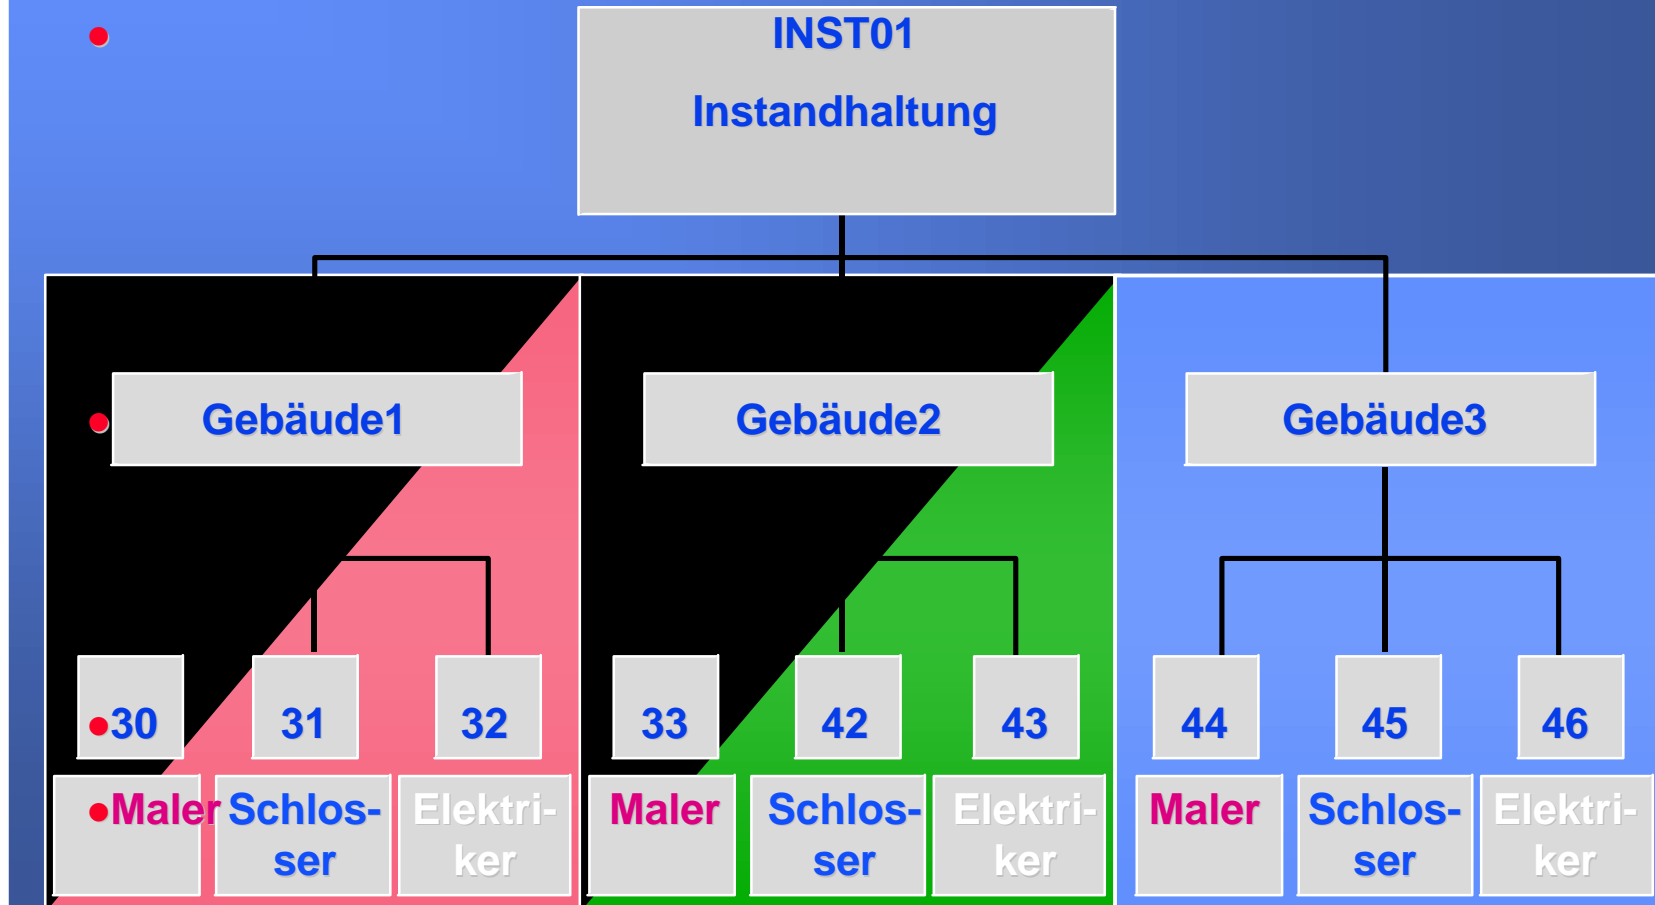 INST01
Instandhaltung
Gebäude1 Gebäude2 Gebäude3
30 31 32 33 42 43 44 45 46
Maler Schlos- Elektri- Maler Schlos- Elektri- Maler Schlos- Elektri-
ser ker ser ker ser ker